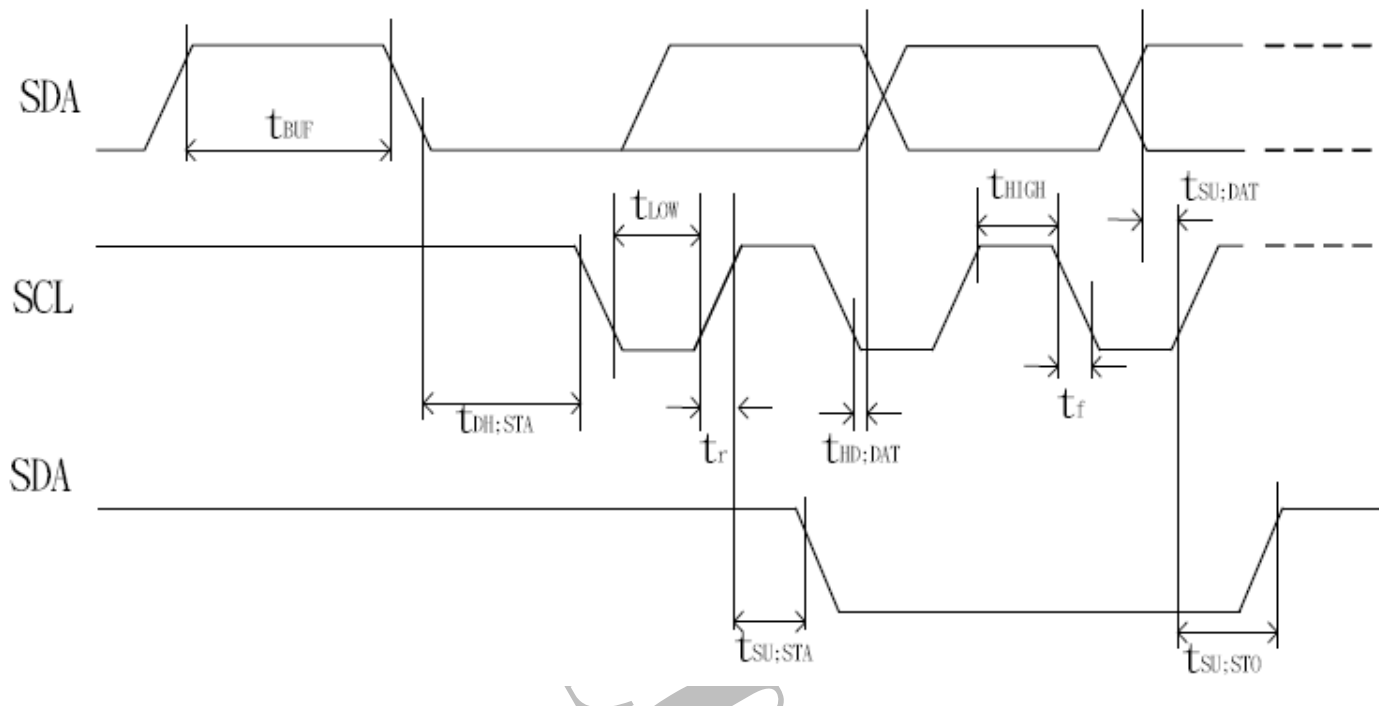 SDA
tBUF
tHIGH
tSU;DAT
tLOW
SCL
tDH;STA
tr
tHD;DAT
tf
SDA
tSU;STA
tSU;STO